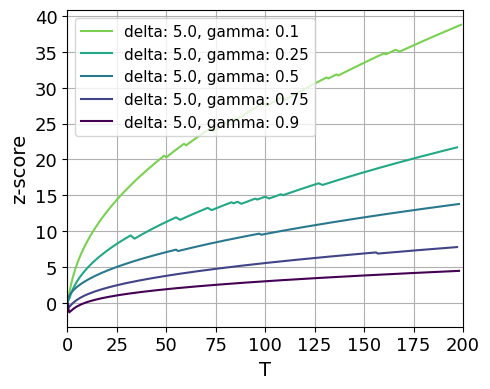 40
35
30
25
20
15
10
5
0
z-score
delta: 5.0, gamma: 0.1
delta: 5.0, gamma: 0.25
delta: 5.0, gamma: 0.5
delta: 5.0, gamma: 0.75
delta: 5.0, gamma: 0.9
0 25 50 75 100 125 150 175 200
T